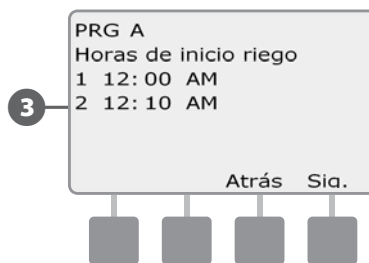 PRG A
Horas de inicio riego
1 12:00 AM
3
2 12:10 AM
Atrás Sig.